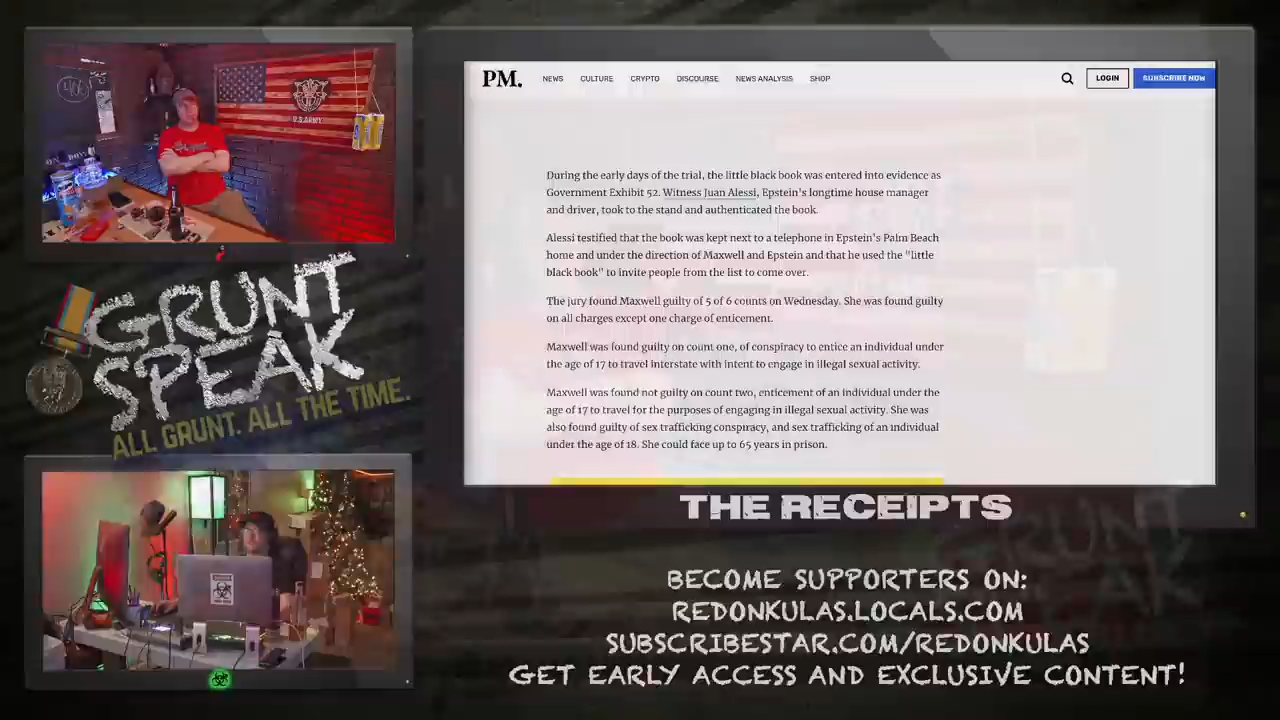 U.S. ARMY
GRUNT
SPEAK
ALL GRUNT. ALL THE TIME.
PM.
NEWS CULTURE CRYPTO DISCOURSE NEWS ANALYSIS SHOP
LOGIN SUBSCRIBE NOW
During the early days of the trial, the little black book was entered into evidence as
Government Exhibit 52. Witness Juan Alessi, Epstein's longtime house manager
and driver, took to the stand and authenticated the book.
Alessi testified that the book was kept next to a telephone in Epstein's Palm Beach
home and under the direction of Maxwell and Epstein and that he used the "little
black book" to invite people from the list to come over.
The jury found Maxwell guilty of 5 of 6 counts on Wednesday. She was found guilty
on all charges except one charge of enticement.
Maxwell was found guilty on count one, of conspiracy to entice an individual under
the age of 17 to travel interstate with intent to engage in illegal sexual activity.
Maxwell was found not guilty on count two, enticement of an individual under the
age of 17 to travel for the purposes of engaging in illegal sexual activity. She was
also found guilty of sex trafficking conspiracy, and sex trafficking of an individual
under the age of 18. She could face up to 65 years in prison.
THE RECEIPTS
BECOME SUPPORTERS ON:
REDONKULAS.LOCALS.COM
SUBSCRIBESTAR.COM/REDONKULAS
GET EARLY ACCESS AND EXCLUSIVE CONTENT!